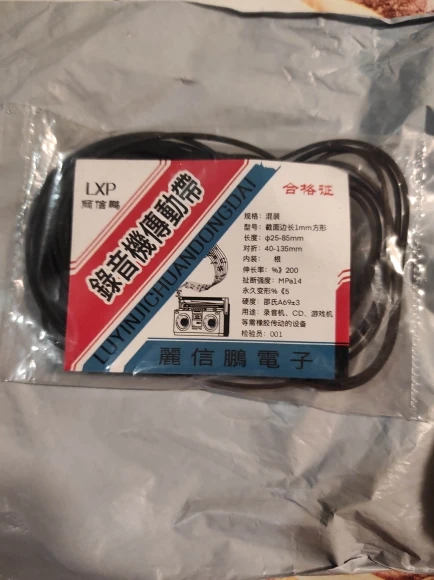 LXP
丽信鹏
錄音機傳動帶
LUYINJICHUANDONGDAI
合格证
规格：混装
型号：截面边长1mm方形
长度：φ25-85mm
对折：40-135mm
内装： 根
伸长率：%》200
扯断强度：MPa14
永久变形%《5
硬度：邵氏A69±3
用途：录音机、CD、游戏机
等需橡胶传动的设备
检验员：001
麗信鵬電子